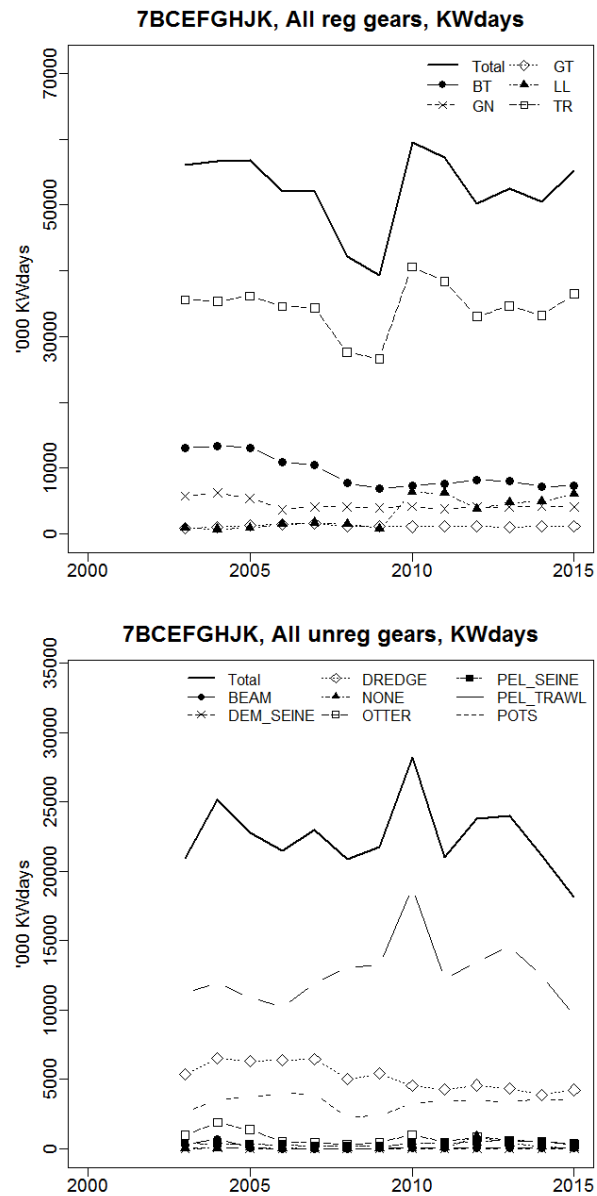 7BCEFGHJK, All reg gears, KWdays
Total GT
BT LL
GN TR
'000 KWdays
70000
50000
30000
10000
0
2000 2005 2010 2015
7BCEFGHJK, All unreg gears, KWdays
Total DREDGE PEL_SEINE
BEAM NONE PEL_TRAWL
DEM_SEINE OTTER POTS
'000 KWdays
35000
30000
25000
20000
15000
10000
5000
0
2000 2005 2010 2015